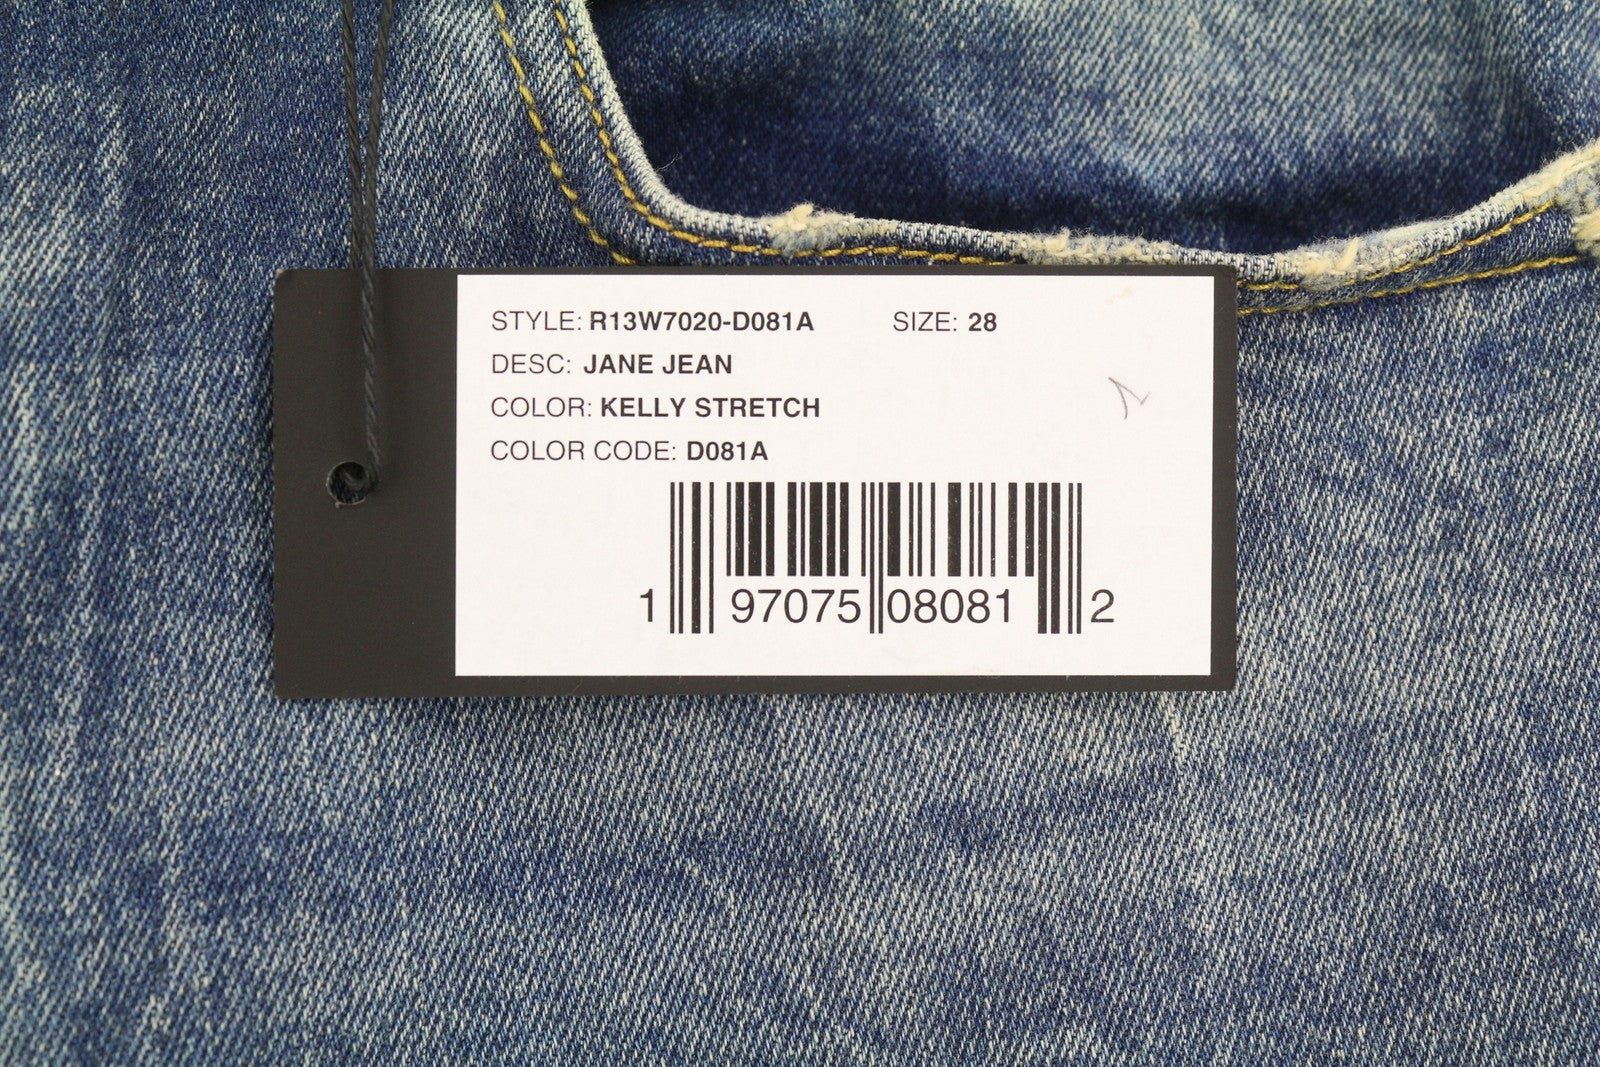 STYLE: R13W7020-D081A SIZE: 28
DESC: JANE JEAN
COLOR: KELLY STRETCH
COLOR CODE: D081A
1 97075 08081 2